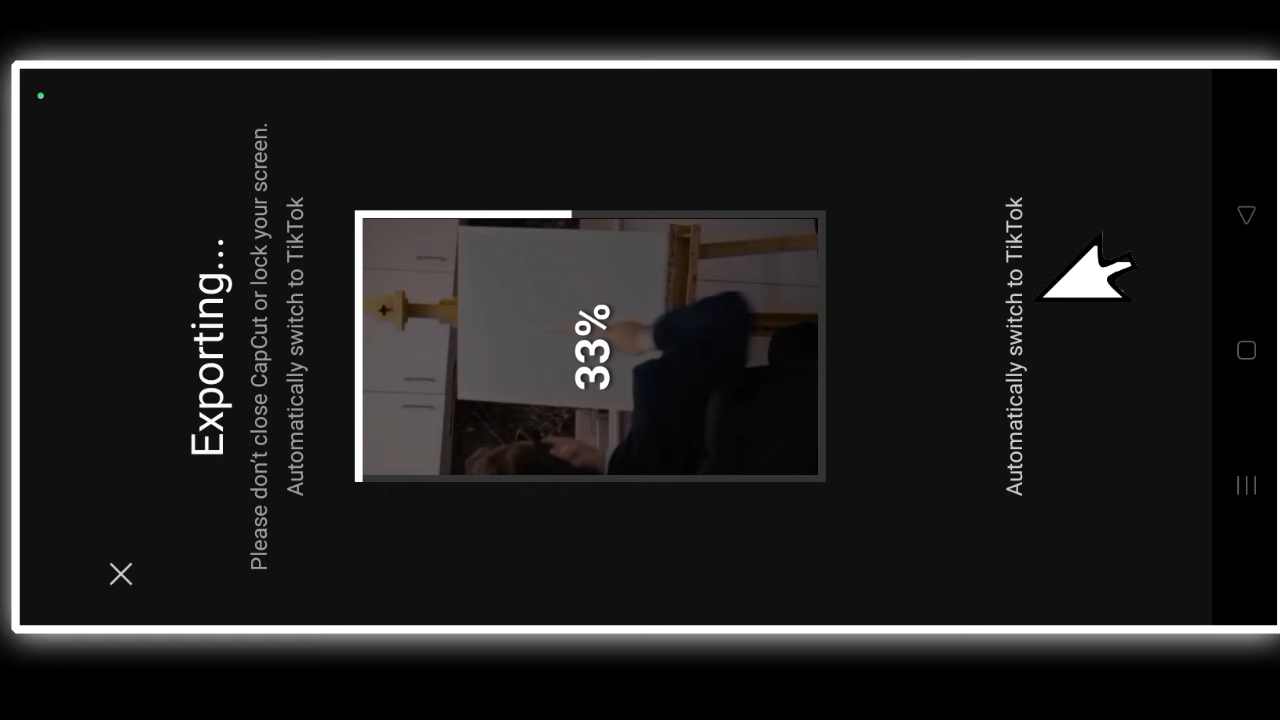 Exporting...
Please don't close CapCut or lock your screen.
Automatically switch to TikTok
33%
Automatically switch to TikTok